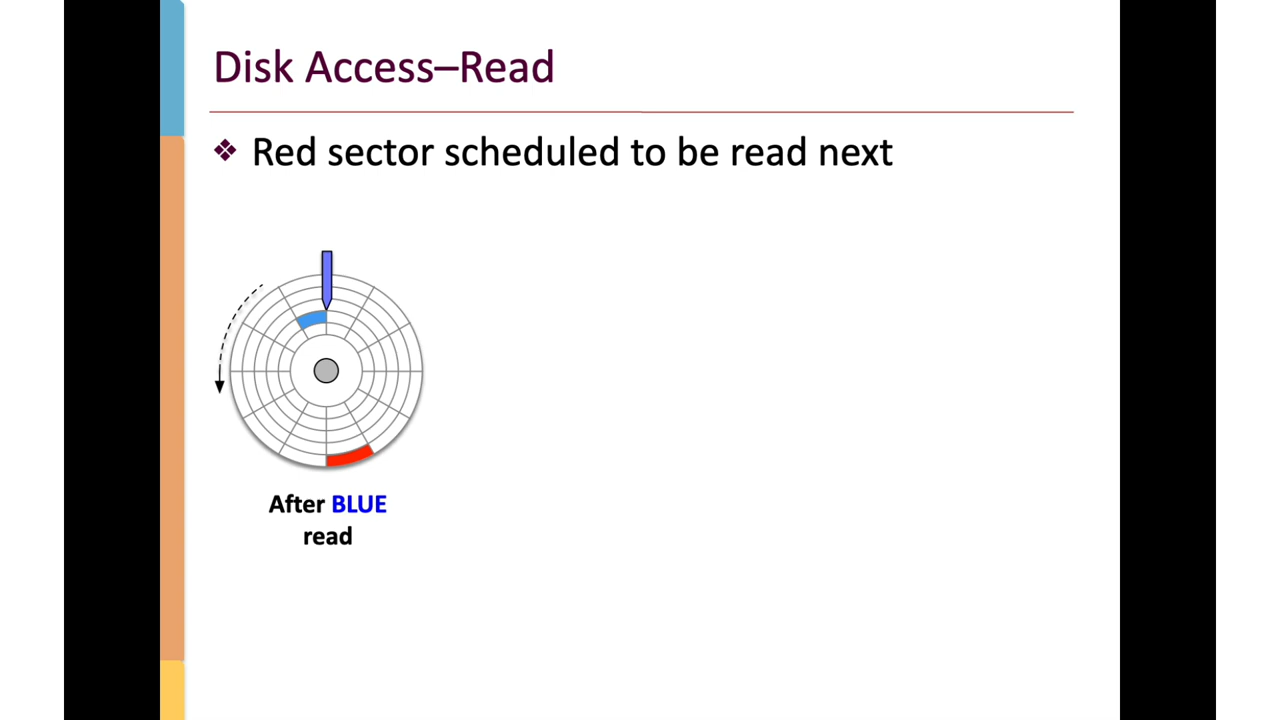 Disk Access–Read
❖ Red sector scheduled to be read next
After BLUE
read